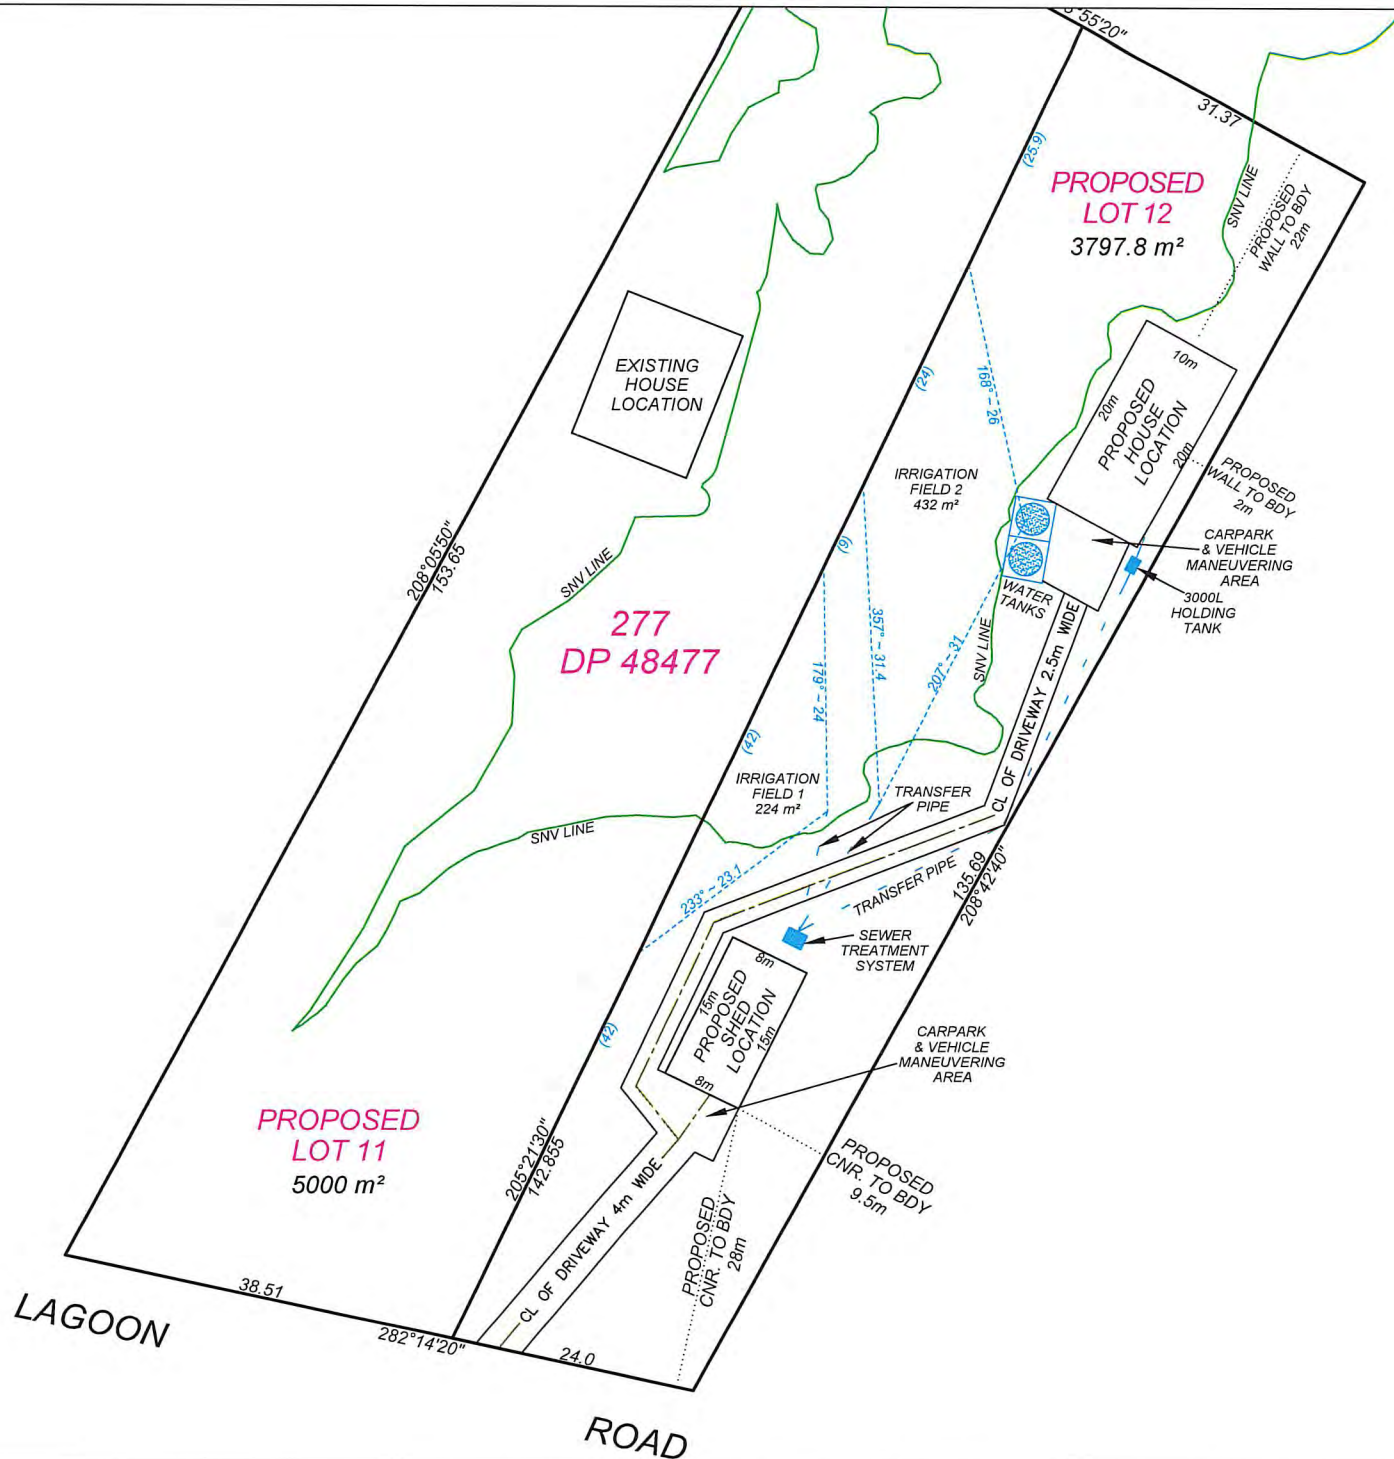 °55'20"
31.37
(25.9)
PROPOSED
LOT 12
3797.8 m²
SNV LINE
PROPOSED
WALL TO BDY
22m
EXISTING
HOUSE
LOCATION
(24)
168° ~ 26
10m
20m
PROPOSED
HOUSE
LOCATION
20m
IRRIGATION
FIELD 2
432 m²
PROPOSED
WALL TO BDY
2m
CARPARK
& VEHICLE
MANEUVERING
AREA
3000L
HOLDING
TANK
WATER
TANKS
208°05'50"
153.65
SNV LINE
(9)
277
DP 48477
179° ~ 24
357° ~ 31.4
207° ~ 31
SNV LINE
CL OF DRIVEWAY 2.5m WIDE
(42)
IRRIGATION
FIELD 1
224 m²
TRANSFER
PIPE
SNV LINE
233° ~ 23.1
TRANSFER PIPE
135.69
208°42'40"
SEWER
TREATMENT
SYSTEM
8m
15m
PROPOSED
SHED
LOCATION
15m
8m
(42)
CARPARK
& VEHICLE
MANEUVERING
AREA
PROPOSED
LOT 11
5000 m²
205°21'30"
142.855
PROPOSED
CNR. TO BDY
9.5m
PROPOSED
CNR. TO BDY
28m
CL OF DRIVEWAY 4m WIDE
38.51
282°14'20"
24.0
LAGOON
ROAD